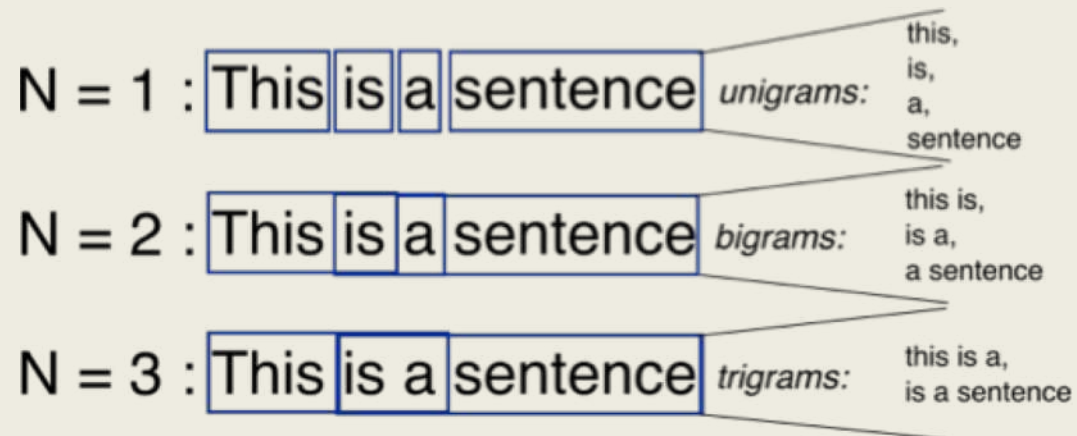 N = 1 : This is a sentence unigrams:
this,
is,
a,
sentence
N = 2 : This is a sentence bigrams:
this is,
is a,
a sentence
N = 3 : This is a sentence trigrams:
this is a,
is a sentence